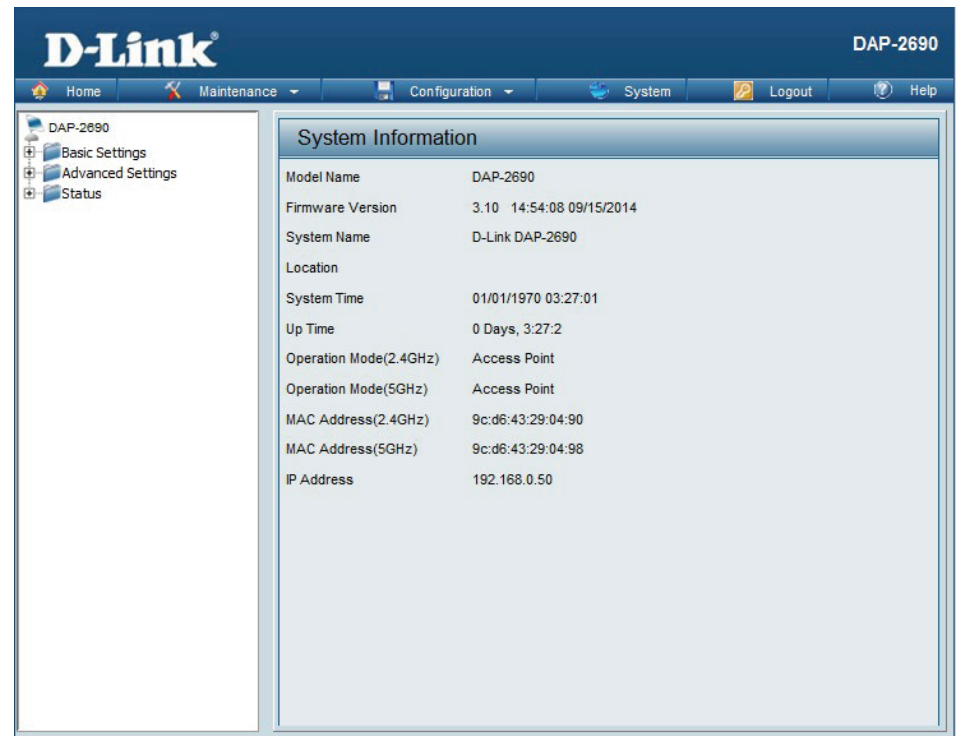 D-Link®
DAP-2690
Home Maintenance Configuration System Logout Help
DAP-2690
Basic Settings
Advanced Settings
Status
System Information
Model Name DAP-2690
Firmware Version 3.10 14:54:08 09/15/2014
System Name D-Link DAP-2690
Location
System Time 01/01/1970 03:27:01
Up Time 0 Days, 3:27:2
Operation Mode(2.4GHz) Access Point
Operation Mode(5GHz) Access Point
MAC Address(2.4GHz) 9c:d6:43:29:04:90
MAC Address(5GHz) 9c:d6:43:29:04:98
IP Address 192.168.0.50